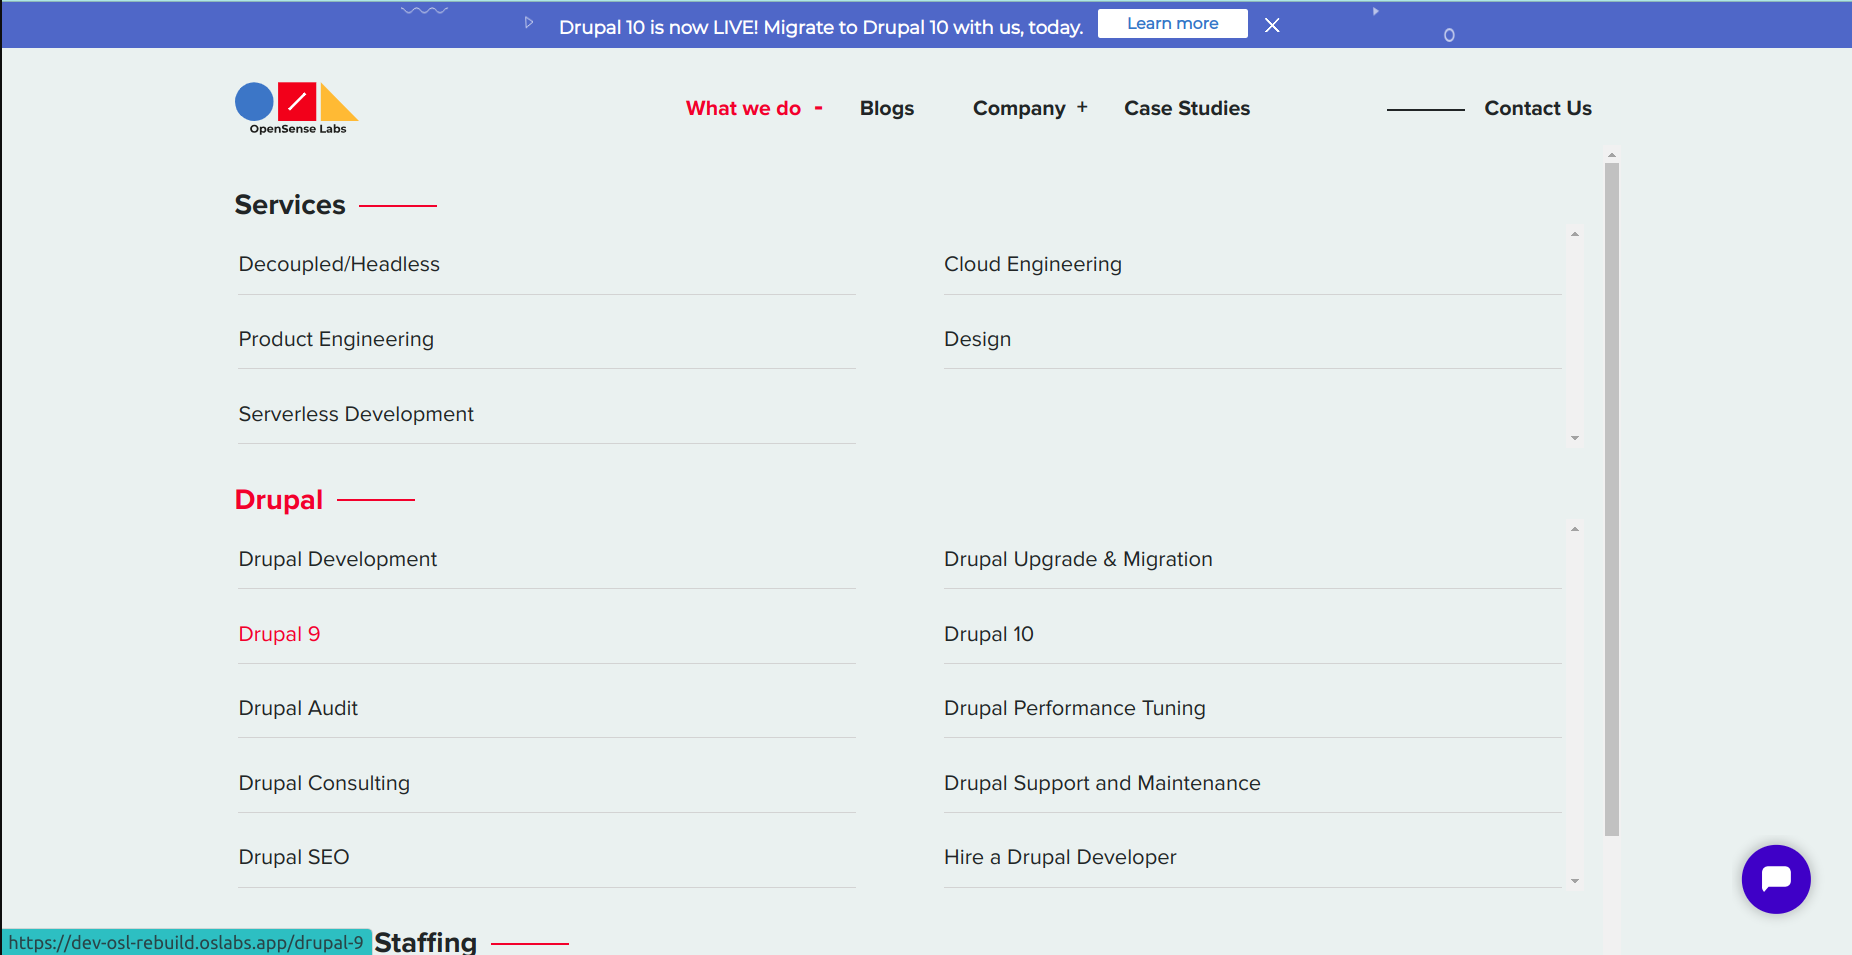 Drupal 10 is now LIVE! Migrate to Drupal 10 with us, today. Learn more
OpenSense Labs
What we do - Blogs Company + Case Studies Contact Us
Services
Decoupled/Headless
Cloud Engineering
Product Engineering
Design
Serverless Development
Drupal
Drupal Development
Drupal Upgrade & Migration
Drupal 9
Drupal 10
Drupal Audit
Drupal Performance Tuning
Drupal Consulting
Drupal Support and Maintenance
Drupal SEO
Hire a Drupal Developer
https://dev-osl-rebuild.oslabs.app/drupal-9
Staffing